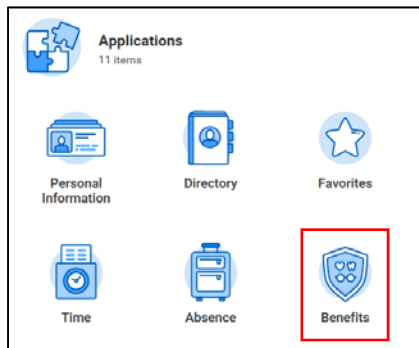 Applications
11 items
Personal
Information
Directory
Favorites
Time
Absence
Benefits